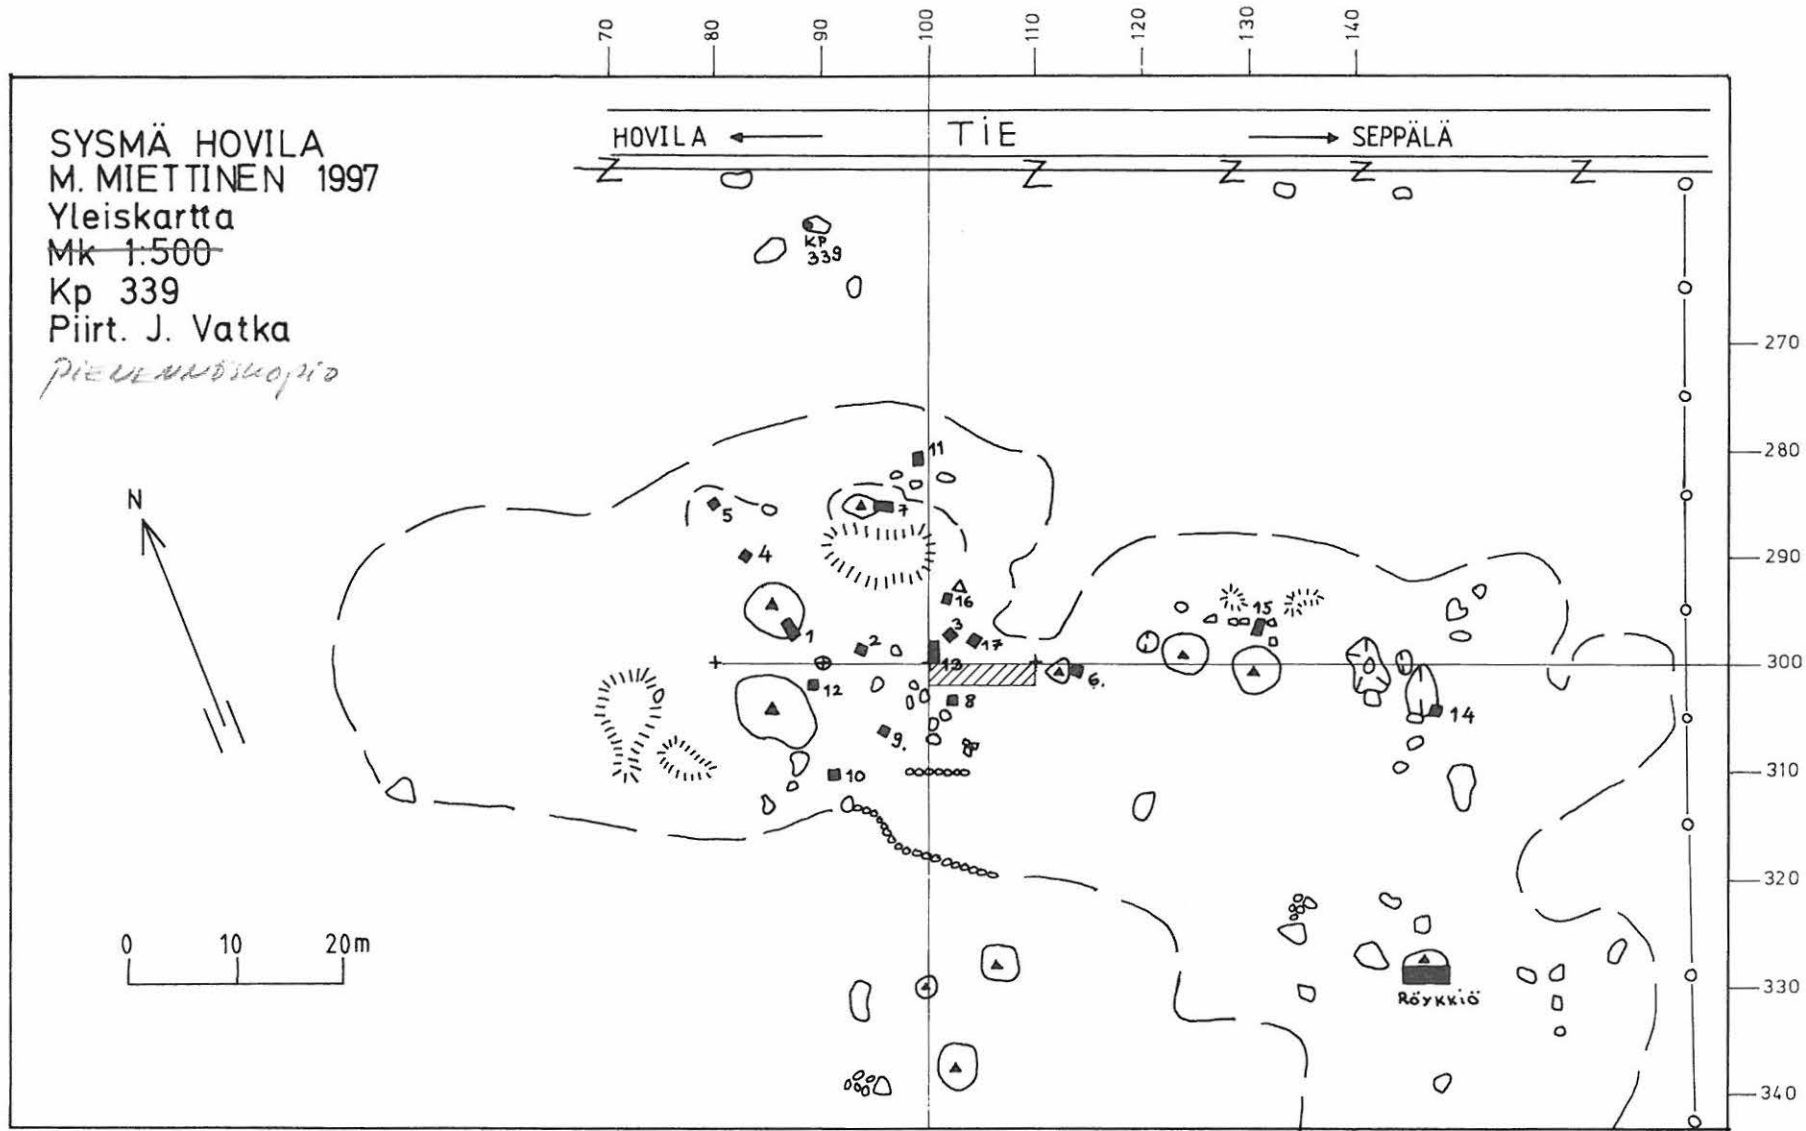 70 80 90 100 110 120 130 140
HOVILA TIE SEPPÄLÄ
SYSMÄ HOVILA
M. MIETTINEN 1997
Yleiskartta
Mk 1:500
Kp 339
Piirt. J. Vatka
pienennöskopio
KP
339
270
N
11
280
5
7
4
290
16
15
1
2
3
17
13
300
6.
12
8
14
9.
10
310
320
0 10 20m
330
Röykkiö
340